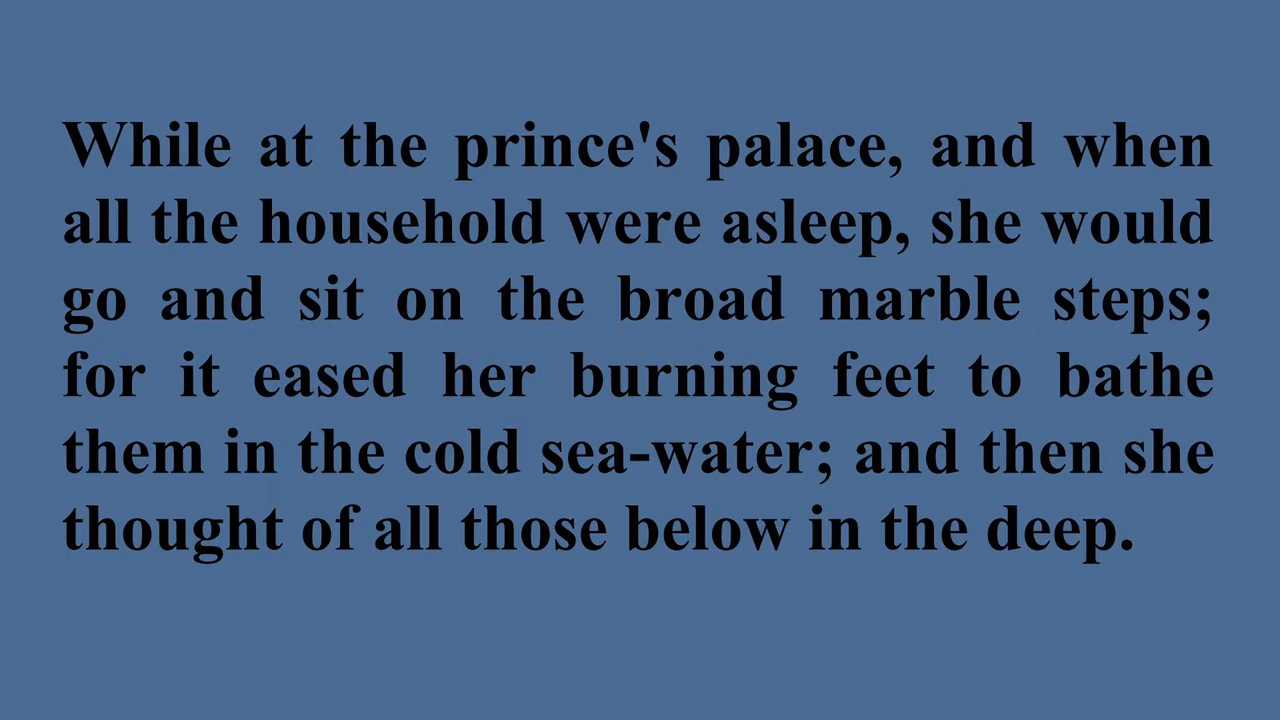 While at the prince's palace, and when
all the household were asleep, she would
go and sit on the broad marble steps;
for it eased her burning feet to bathe
them in the cold sea-water; and then she
thought of all those below in the deep.